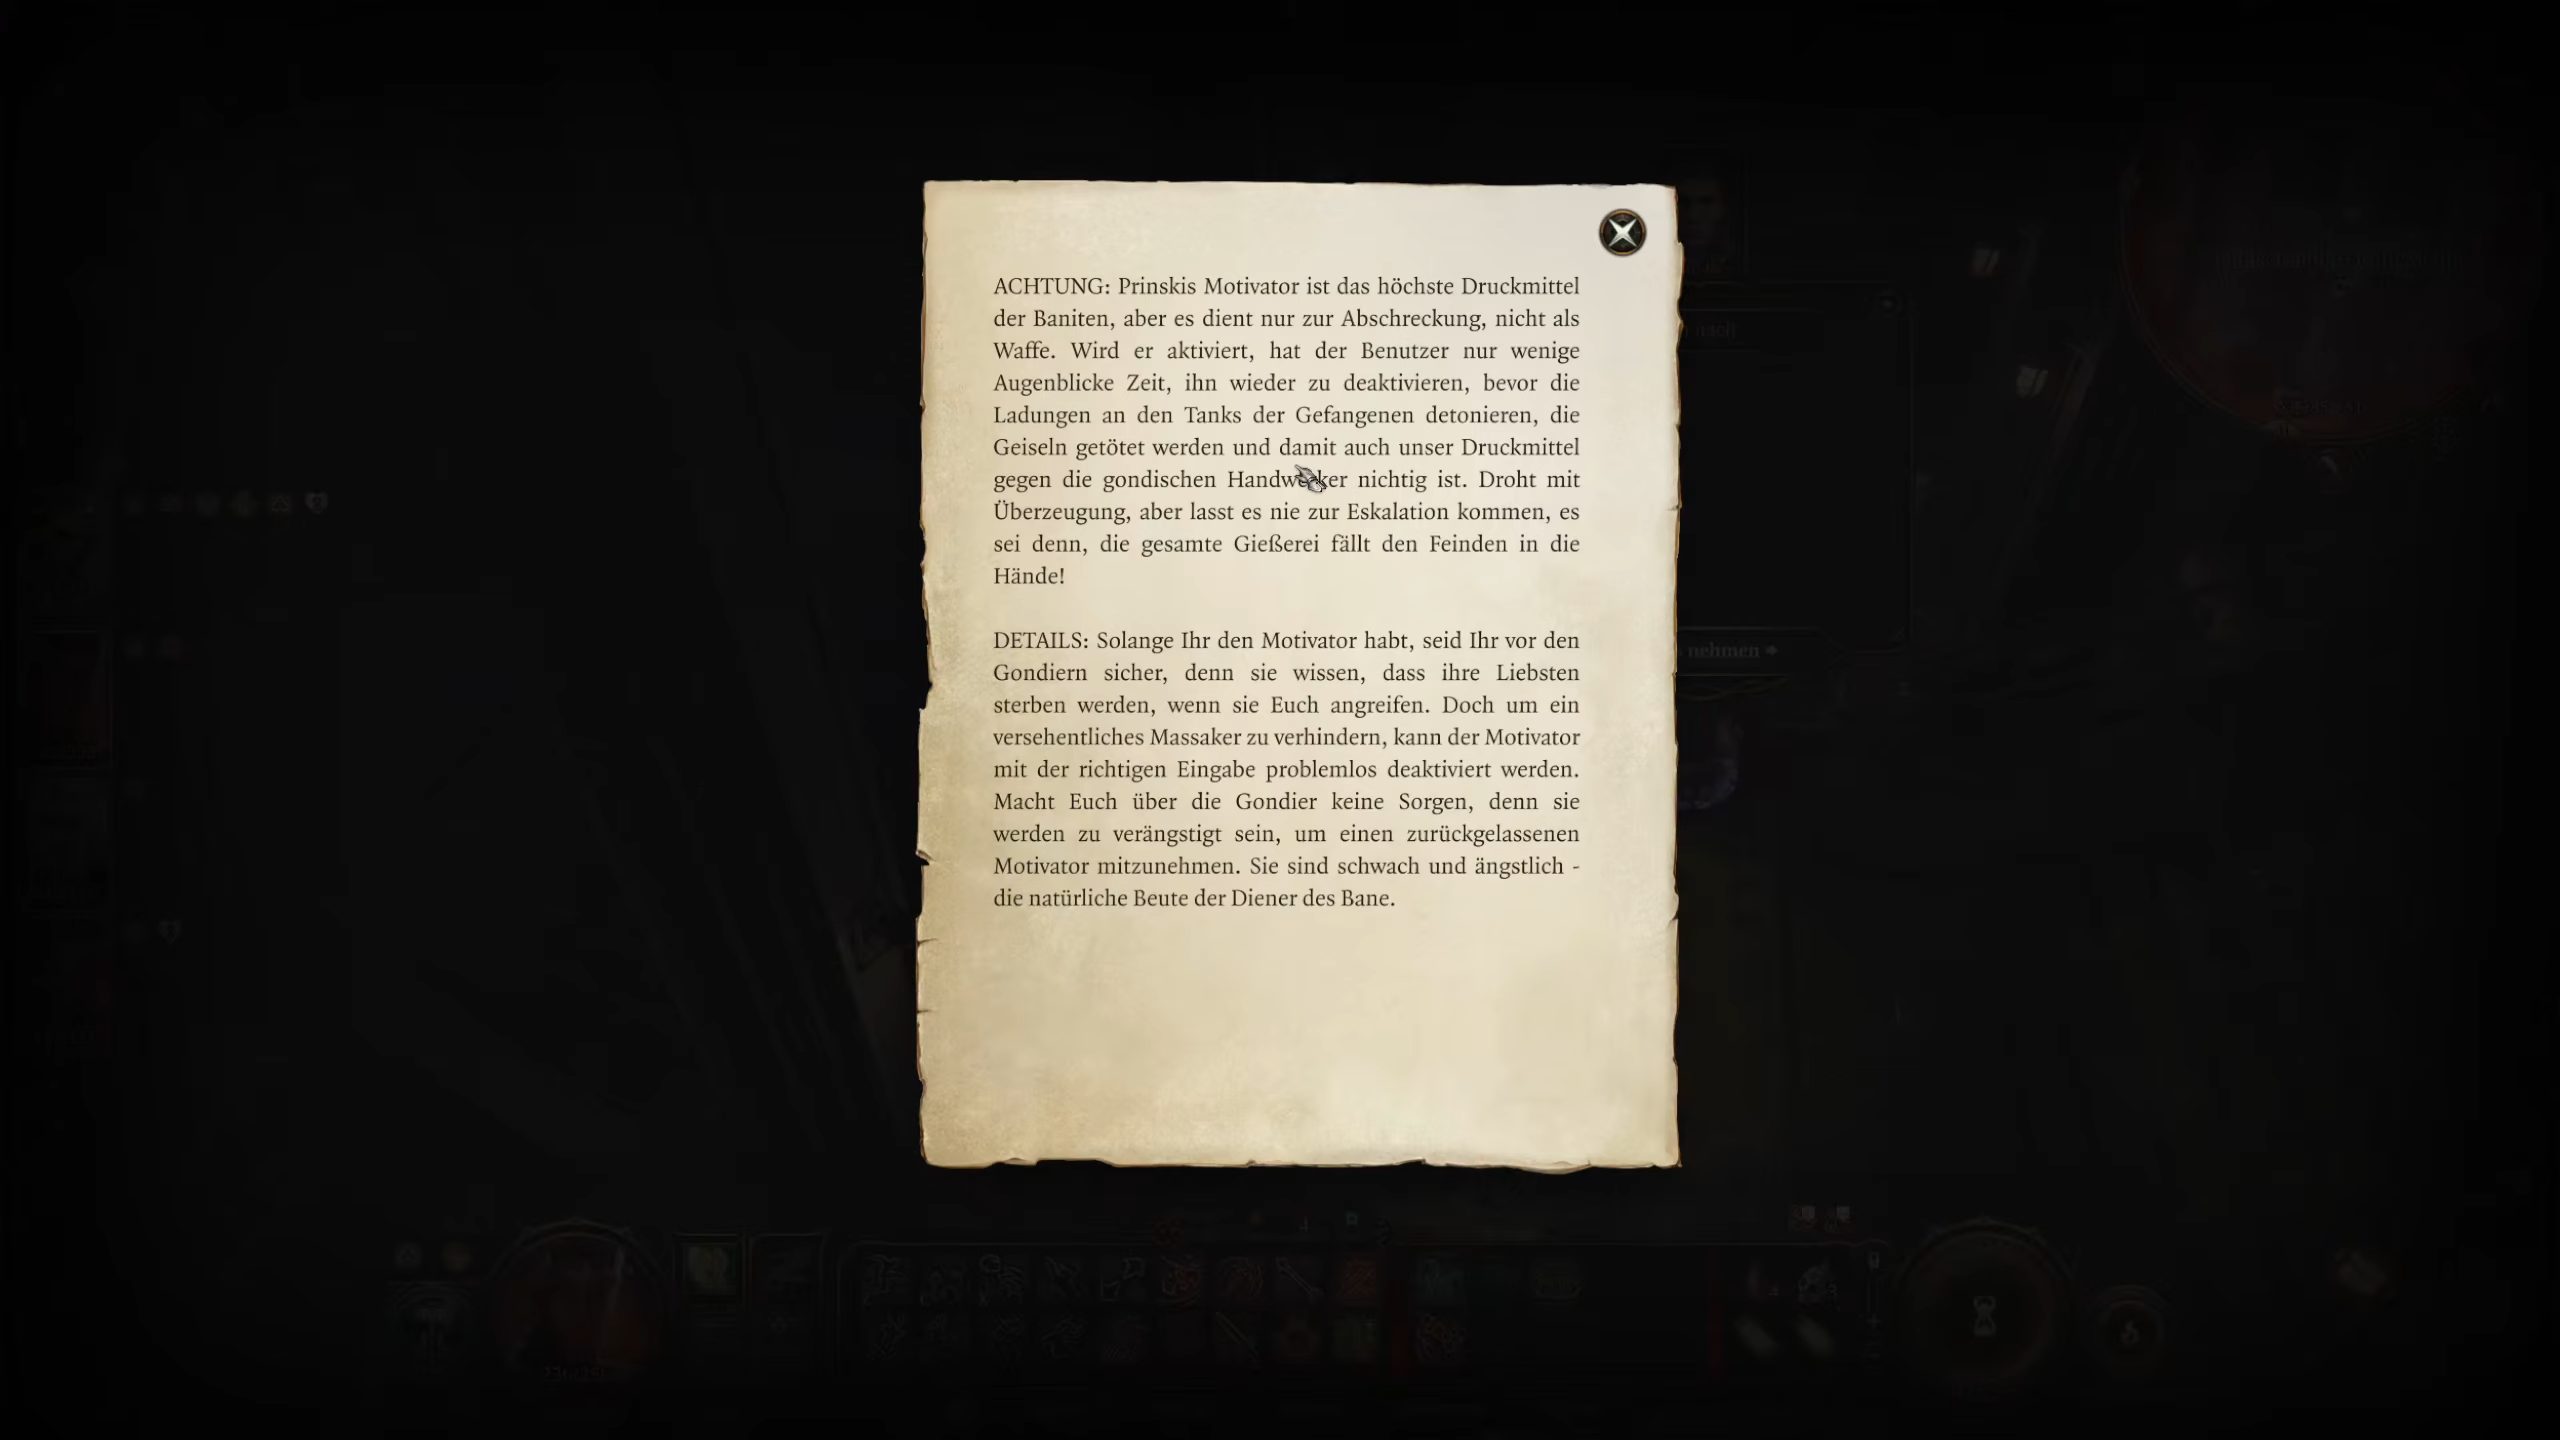 ACHTUNG: Prinskis Motivator ist das höchste Druckmittel
der Baniten, aber es dient nur zur Abschreckung, nicht als
Waffe. Wird er aktiviert, hat der Benutzer nur wenige
Augenblicke Zeit, ihn wieder zu deaktivieren, bevor die
Ladungen an den Tanks der Gefangenen detonieren, die
Geiseln getötet werden und damit auch unser Druckmittel
gegen die gondischen Handwerker nichtig ist. Droht mit
Überzeugung, aber lasst es nie zur Eskalation kommen, es
sei denn, die gesamte Gießerei fällt den Feinden in die
Hände!
DETAILS: Solange Ihr den Motivator habt, seid Ihr vor den
Gondiern sicher, denn sie wissen, dass ihre Liebsten
sterben werden, wenn sie Euch angreifen. Doch um ein
versehentliches Massaker zu verhindern, kann der Motivator
mit der richtigen Eingabe problemlos deaktiviert werden.
Macht Euch über die Gondier keine Sorgen, denn sie
werden zu verängstigt sein, um einen zurückgelassenen
Motivator mitzunehmen. Sie sind schwach und ängstlich -
die natürliche Beute der Diener des Bane.
nehmen